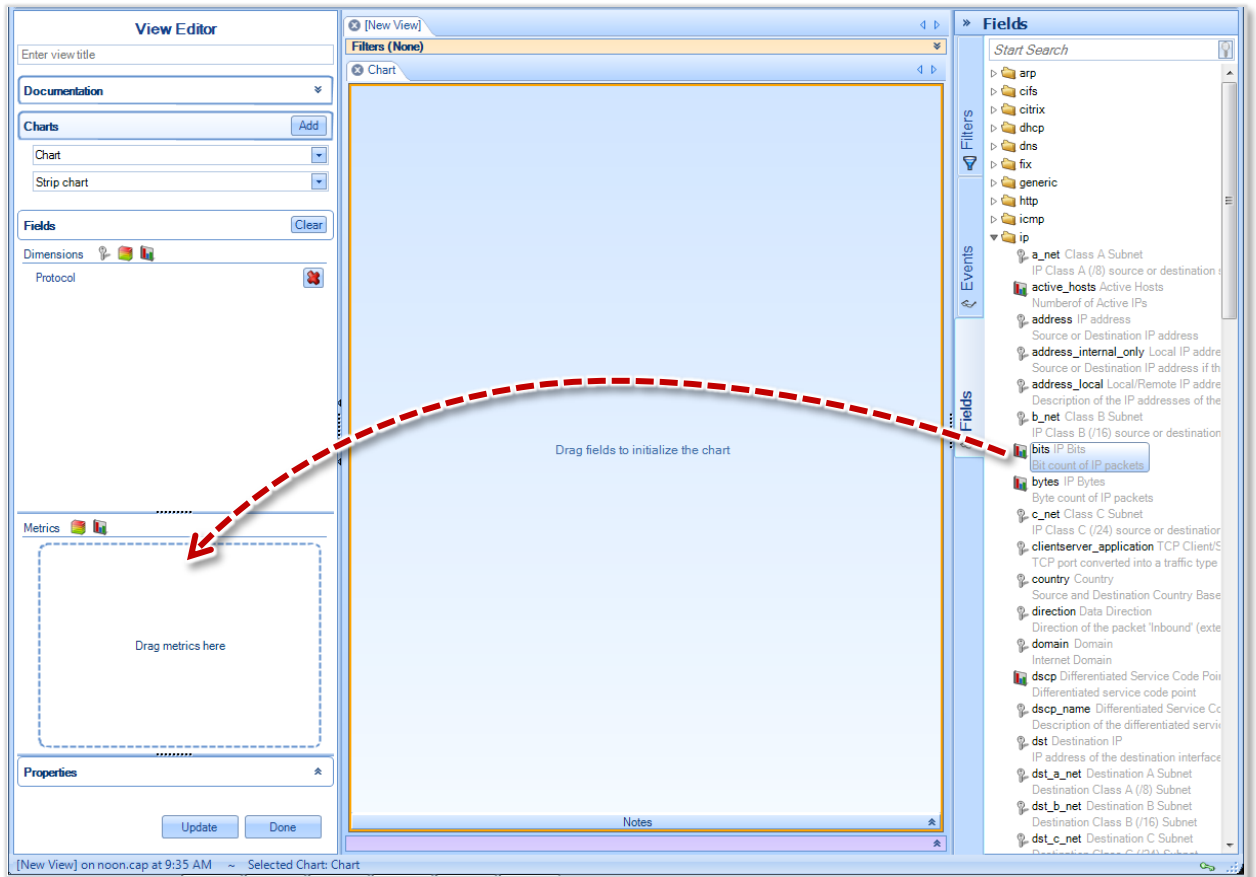 View Editor
Enter view title
Documentation
Charts
Add
Chart
Strip chart
Fields
Clear
Dimensions
Protocol
Metrics
Drag metrics here
Properties
Update
Done
[New View]
Filters (None)
Chart
Drag fields to initialize the chart
Notes
Filters
Events
Fields
Fields
Start Search
arp
cifs
citrix
dhcp
dns
fix
generic
http
icmp
ip
a_net Class A Subnet
IP Class A (/8) source or destination
active_hosts Active Hosts
Numberof of Active IPs
address IP address
Source or Destination IP address
address_internal_only Local IP addre
Source or Destination IP address if th
address_local Local/Remote IP addre
Description of the IP addresses of the
b_net Class B Subnet
IP Class B (/16) source or destination
bits IP Bits
Bit count of IP packets
bytes IP Bytes
Byte count of IP packets
c_net Class C Subnet
IP Class C (/24) source or destination
clientserver_application TCP Client/S
TCP port converted into a traffic type
country Country
Source and Destination Country Base
direction Data Direction
Direction of the packet 'Inbound' (exte
domain Domain
Internet Domain
dscp Differentiated Service Code Poi
Differentiated service code point
dscp_name Differentiated Service Co
Description of the differentiated servi
dst Destination IP
IP address of the destination interface
dst_a_net Destination A Subnet
Destination Class A (/8) Subnet
dst_b_net Destination B Subnet
Destination Class B (/16) Subnet
dst_c_net Destination C Subnet
Destination Class C (/24) Subnet
[New View] on noon.cap at 9:35 AM ~ Selected Chart: Chart